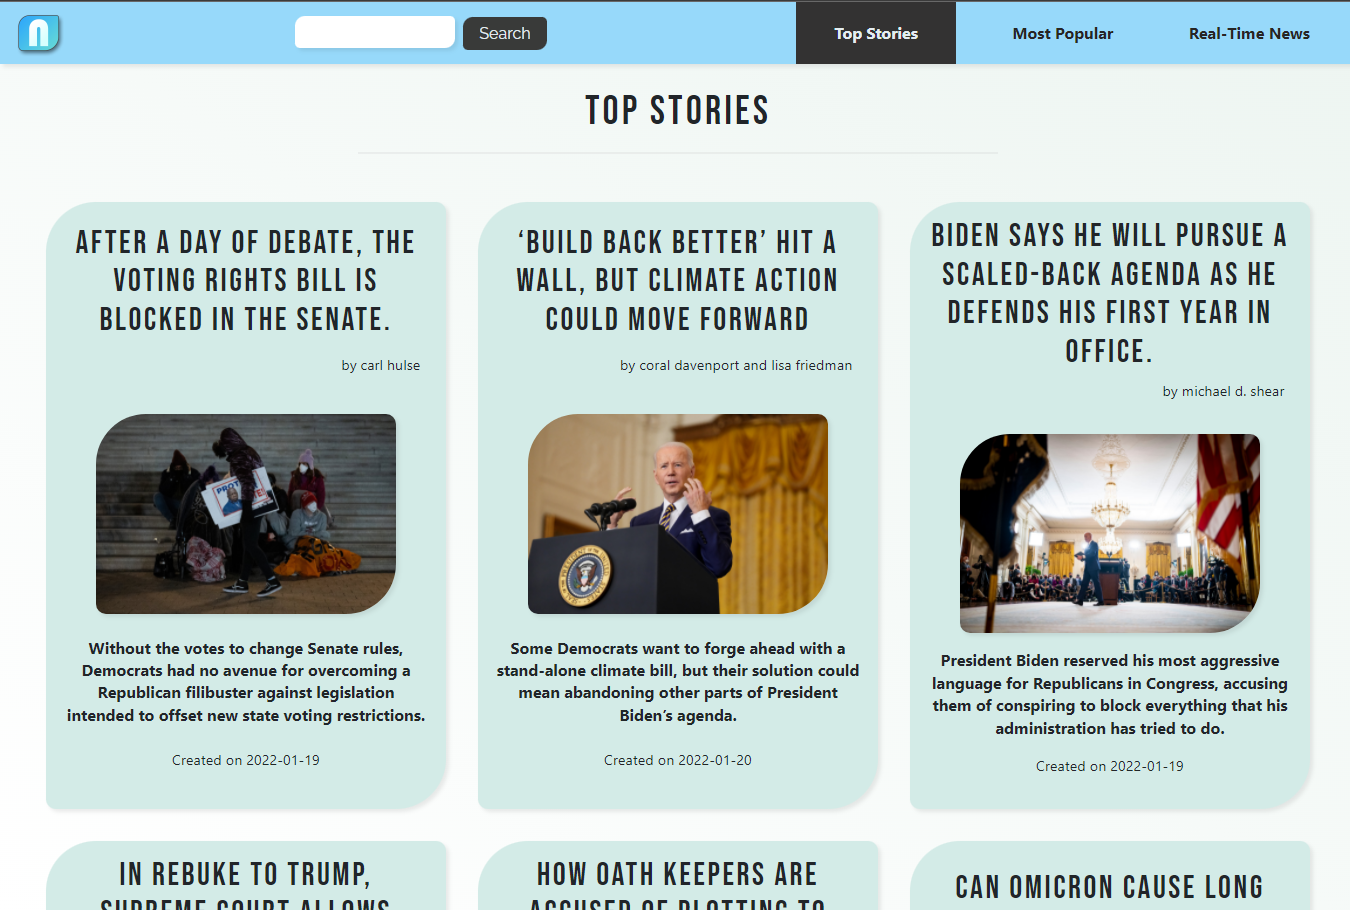 n
Search
Top Stories
Most Popular
Real-Time News
TOP STORIES
AFTER A DAY OF DEBATE, THE
VOTING RIGHTS BILL IS
BLOCKED IN THE SENATE.
by carl hulse
Without the votes to change Senate rules,
Democrats had no avenue for overcoming a
Republican filibuster against legislation
intended to offset new state voting restrictions.
Created on 2022-01-19
‘BUILD BACK BETTER’ HIT A
WALL, BUT CLIMATE ACTION
COULD MOVE FORWARD
by coral davenport and lisa friedman
Some Democrats want to forge ahead with a
stand-alone climate bill, but their solution could
mean abandoning other parts of President
Biden’s agenda.
Created on 2022-01-20
BIDEN SAYS HE WILL PURSUE A
SCALED-BACK AGENDA AS HE
DEFENDS HIS FIRST YEAR IN
OFFICE.
by michael d. shear
President Biden reserved his most aggressive
language for Republicans in Congress, accusing
them of conspiring to block everything that his
administration has tried to do.
Created on 2022-01-19
IN REBUKE TO TRUMP,
SUPREME COURT ALLOWS
HOW OATH KEEPERS ARE
ACCUSED OF PLOTTING TO
CAN OMICRON CAUSE LONG